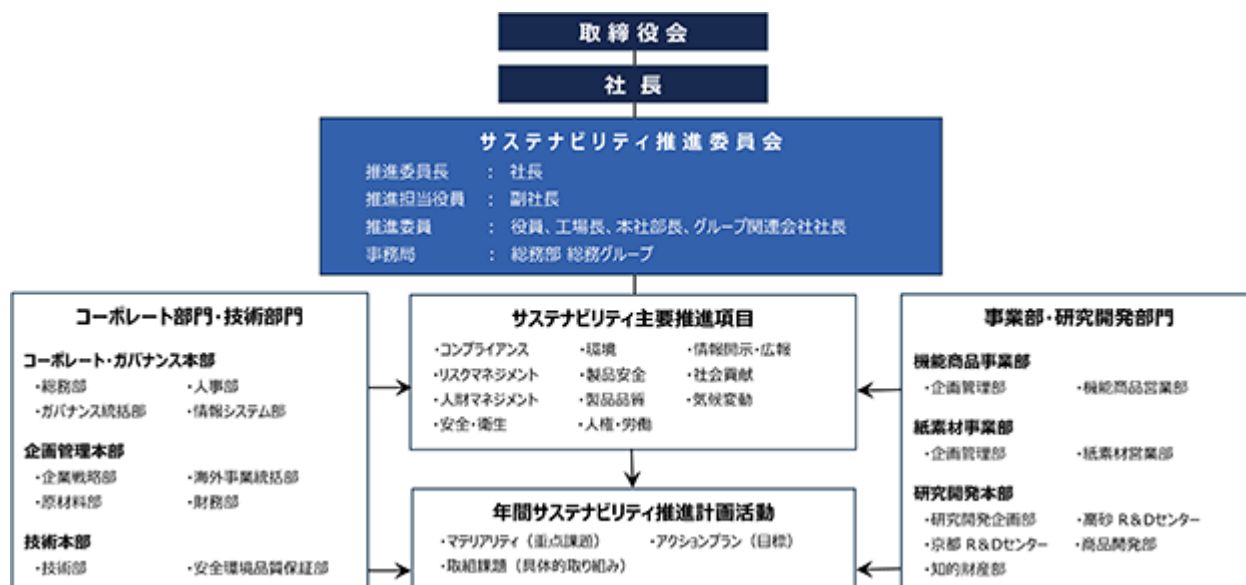 取締役会
社長
サステナビリティ推進委員会
推進委員長 : 社長
推進担当役員 : 副社長
推進委員 : 役員、工場長、本社部長、グループ関連会社社長
事務局 : 総務部 総務グループ
コーポレート部門・技術部門
コーポレート・ガバナンス本部
・総務部 ・人事部
・ガバナンス統括部 ・情報システム部
企画管理本部
・企業戦略部 ・海外事業統括部
・原材料部 ・財務部
技術本部
・技術部 ・安全環境品質保証部
サステナビリティ主要推進項目
・コンプライアンス ・環境 ・情報開示・広報
・リスクマネジメント ・製品安全 ・社会貢献
・人財マネジメント ・製品品質 ・気候変動
・安全・衛生 ・人権・労働
年間サステナビリティ推進計画活動
・マテリアリティ（重点課題） ・アクションプラン（目標）
・取組課題（具体的取り組み）
事業部・研究開発部門
機能商品事業部
・企画管理部 ・機能商品営業部
紙素材事業部
・企画管理部 ・紙素材営業部
研究開発本部
・研究開発企画部 ・高砂 R&Dセンター
・京都 R&Dセンター ・商品開発部
・知的財産部